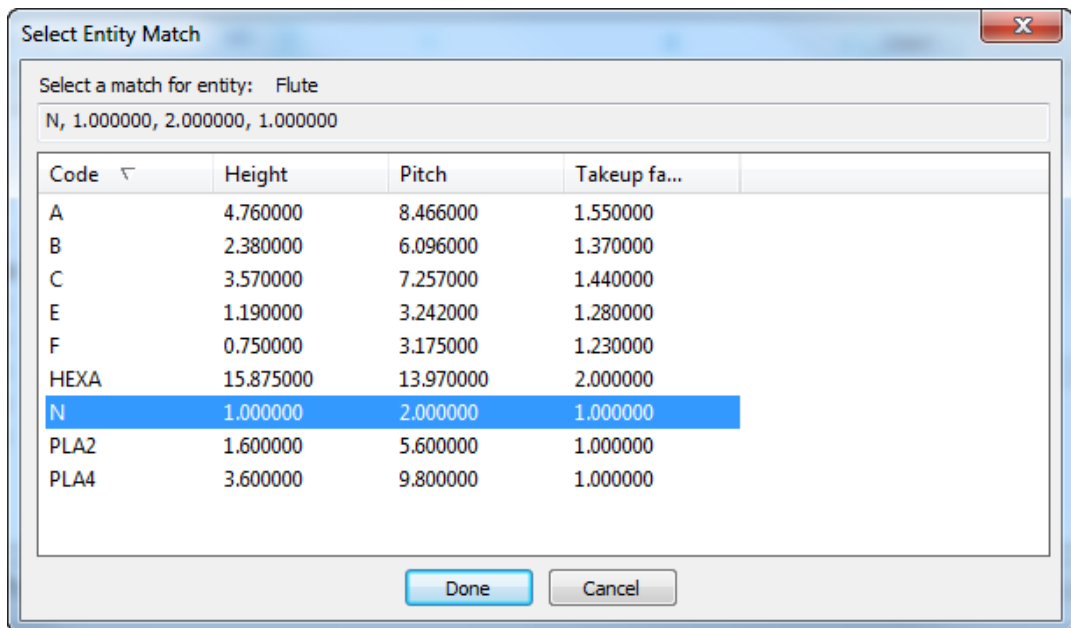 Select Entity Match
Select a match for entity: Flute
N, 1.000000, 2.000000, 1.000000
Code Height Pitch Takeup fa...
A 4.760000 8.466000 1.550000
B 2.380000 6.096000 1.370000
C 3.570000 7.257000 1.440000
E 1.190000 3.242000 1.280000
F 0.750000 3.175000 1.230000
HEXA 15.875000 13.970000 2.000000
N 1.000000 2.000000 1.000000
PLA2 1.600000 5.600000 1.000000
PLA4 3.600000 9.800000 1.000000
Done Cancel